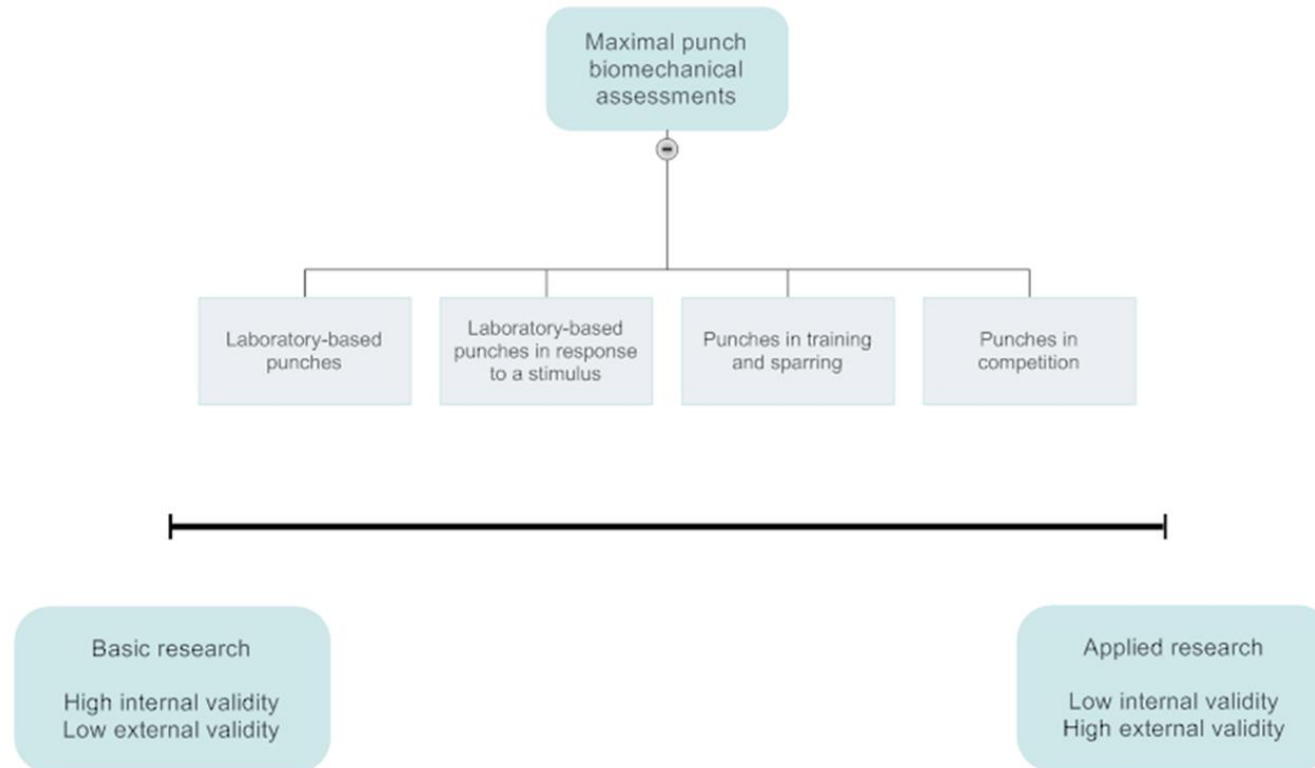 Maximal punch
biomechanical
assessments
Laboratory-based
punches
Laboratory-based
punches in response
to a stimulus
Punches in training
and sparring
Punches in
competition
Basic research
High internal validity
Low external validity
Applied research
Low internal validity
High external validity